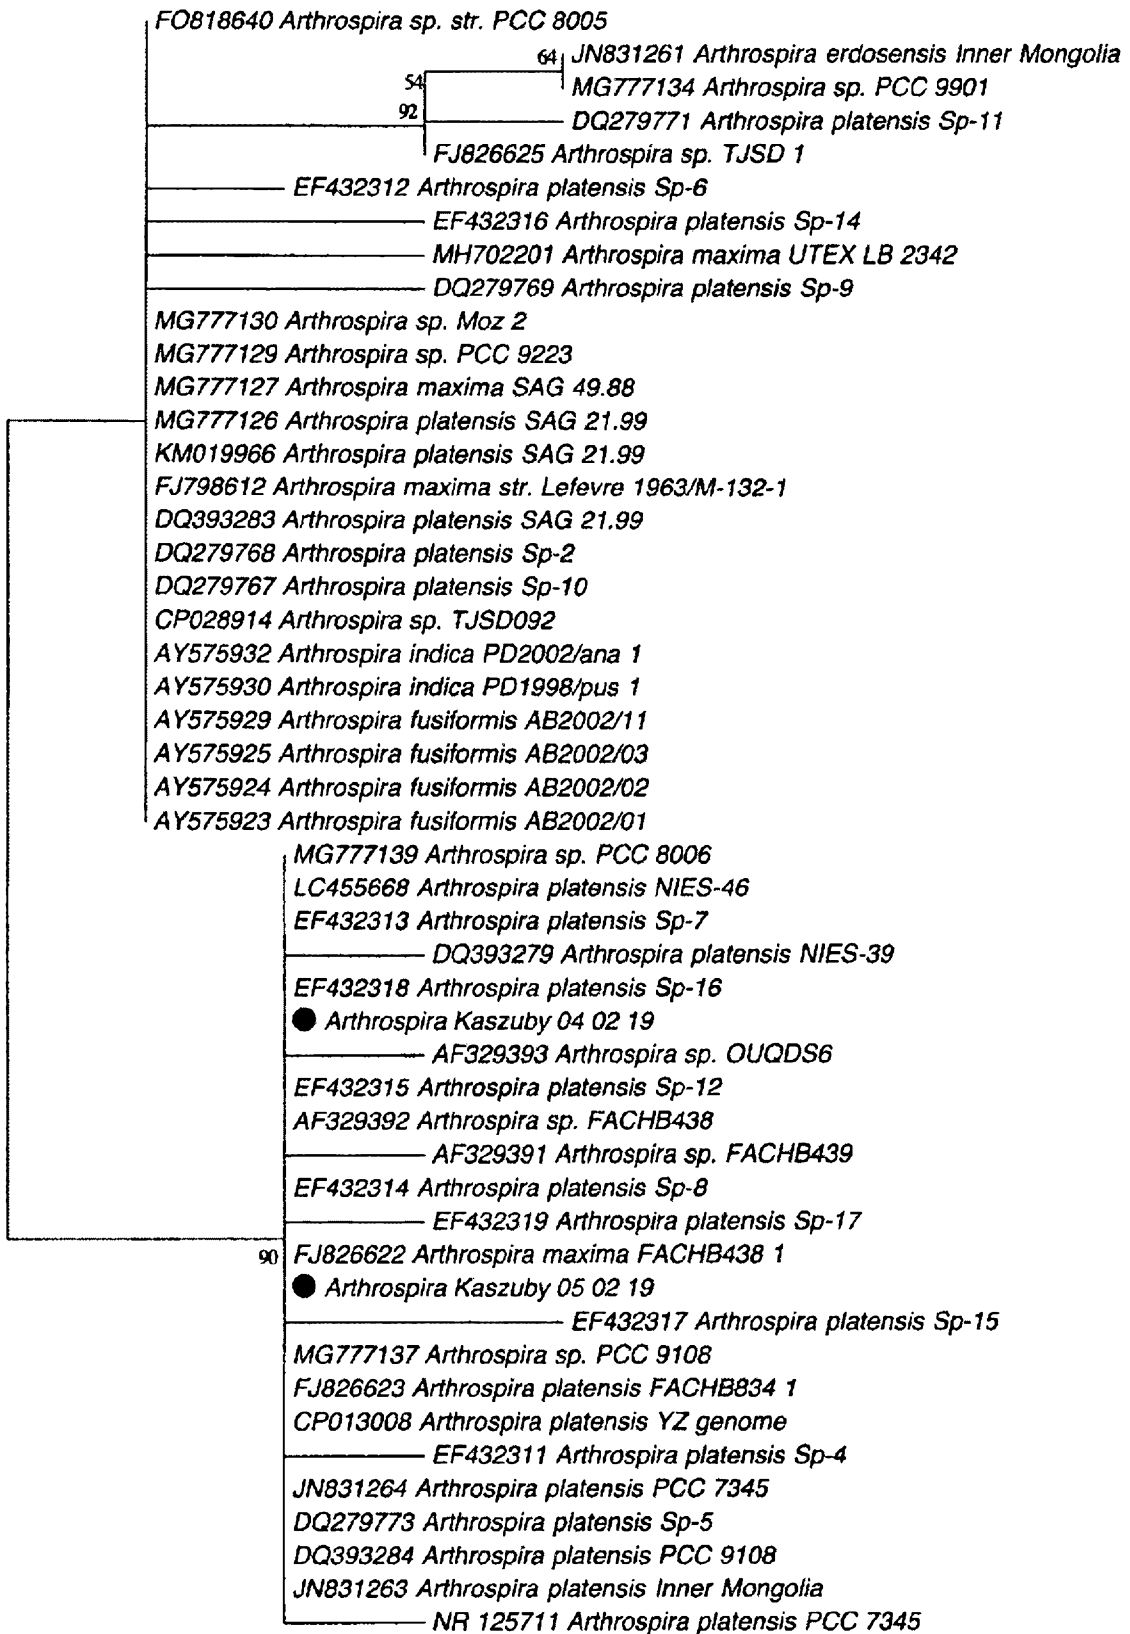 FO818640 Arthrospira sp. str. PCC 8005
64 JN831261 Arthrospira erdosensis Inner Mongolia
54 MG777134 Arthrospira sp. PCC 9901
92 DQ279771 Arthrospira platensis Sp-11
FJ826625 Arthrospira sp. TJSD 1
EF432312 Arthrospira platensis Sp-6
EF432316 Arthrospira platensis Sp-14
MH702201 Arthrospira maxima UTEX LB 2342
DQ279769 Arthrospira platensis Sp-9
MG777130 Arthrospira sp. Moz 2
MG777129 Arthrospira sp. PCC 9223
MG777127 Arthrospira maxima SAG 49.88
MG777126 Arthrospira platensis SAG 21.99
KM019966 Arthrospira platensis SAG 21.99
FJ798612 Arthrospira maxima str. Lefevre 1963/M-132-1
DQ393283 Arthrospira platensis SAG 21.99
DQ279768 Arthrospira platensis Sp-2
DQ279767 Arthrospira platensis Sp-10
CP028914 Arthrospira sp. TJSD092
AY575932 Arthrospira indica PD2002/ana 1
AY575930 Arthrospira indica PD1998/pus 1
AY575929 Arthrospira fusiformis AB2002/11
AY575925 Arthrospira fusiformis AB2002/03
AY575924 Arthrospira fusiformis AB2002/02
AY575923 Arthrospira fusiformis AB2002/01
MG777139 Arthrospira sp. PCC 8006
LC455668 Arthrospira platensis NIES-46
EF432313 Arthrospira platensis Sp-7
DQ393279 Arthrospira platensis NIES-39
EF432318 Arthrospira platensis Sp-16
Arthrospira Kaszuby 04 02 19
AF329393 Arthrospira sp. OUQDS6
EF432315 Arthrospira platensis Sp-12
AF329392 Arthrospira sp. FACHB438
AF329391 Arthrospira sp. FACHB439
EF432314 Arthrospira platensis Sp-8
EF432319 Arthrospira platensis Sp-17
90 FJ826622 Arthrospira maxima FACHB438 1
Arthrospira Kaszuby 05 02 19
EF432317 Arthrospira platensis Sp-15
MG777137 Arthrospira sp. PCC 9108
FJ826623 Arthrospira platensis FACHB834 1
CP013008 Arthrospira platensis YZ genome
EF432311 Arthrospira platensis Sp-4
JN831264 Arthrospira platensis PCC 7345
DQ279773 Arthrospira platensis Sp-5
DQ393284 Arthrospira platensis PCC 9108
JN831263 Arthrospira platensis Inner Mongolia
NR 125711 Arthrospira platensis PCC 7345